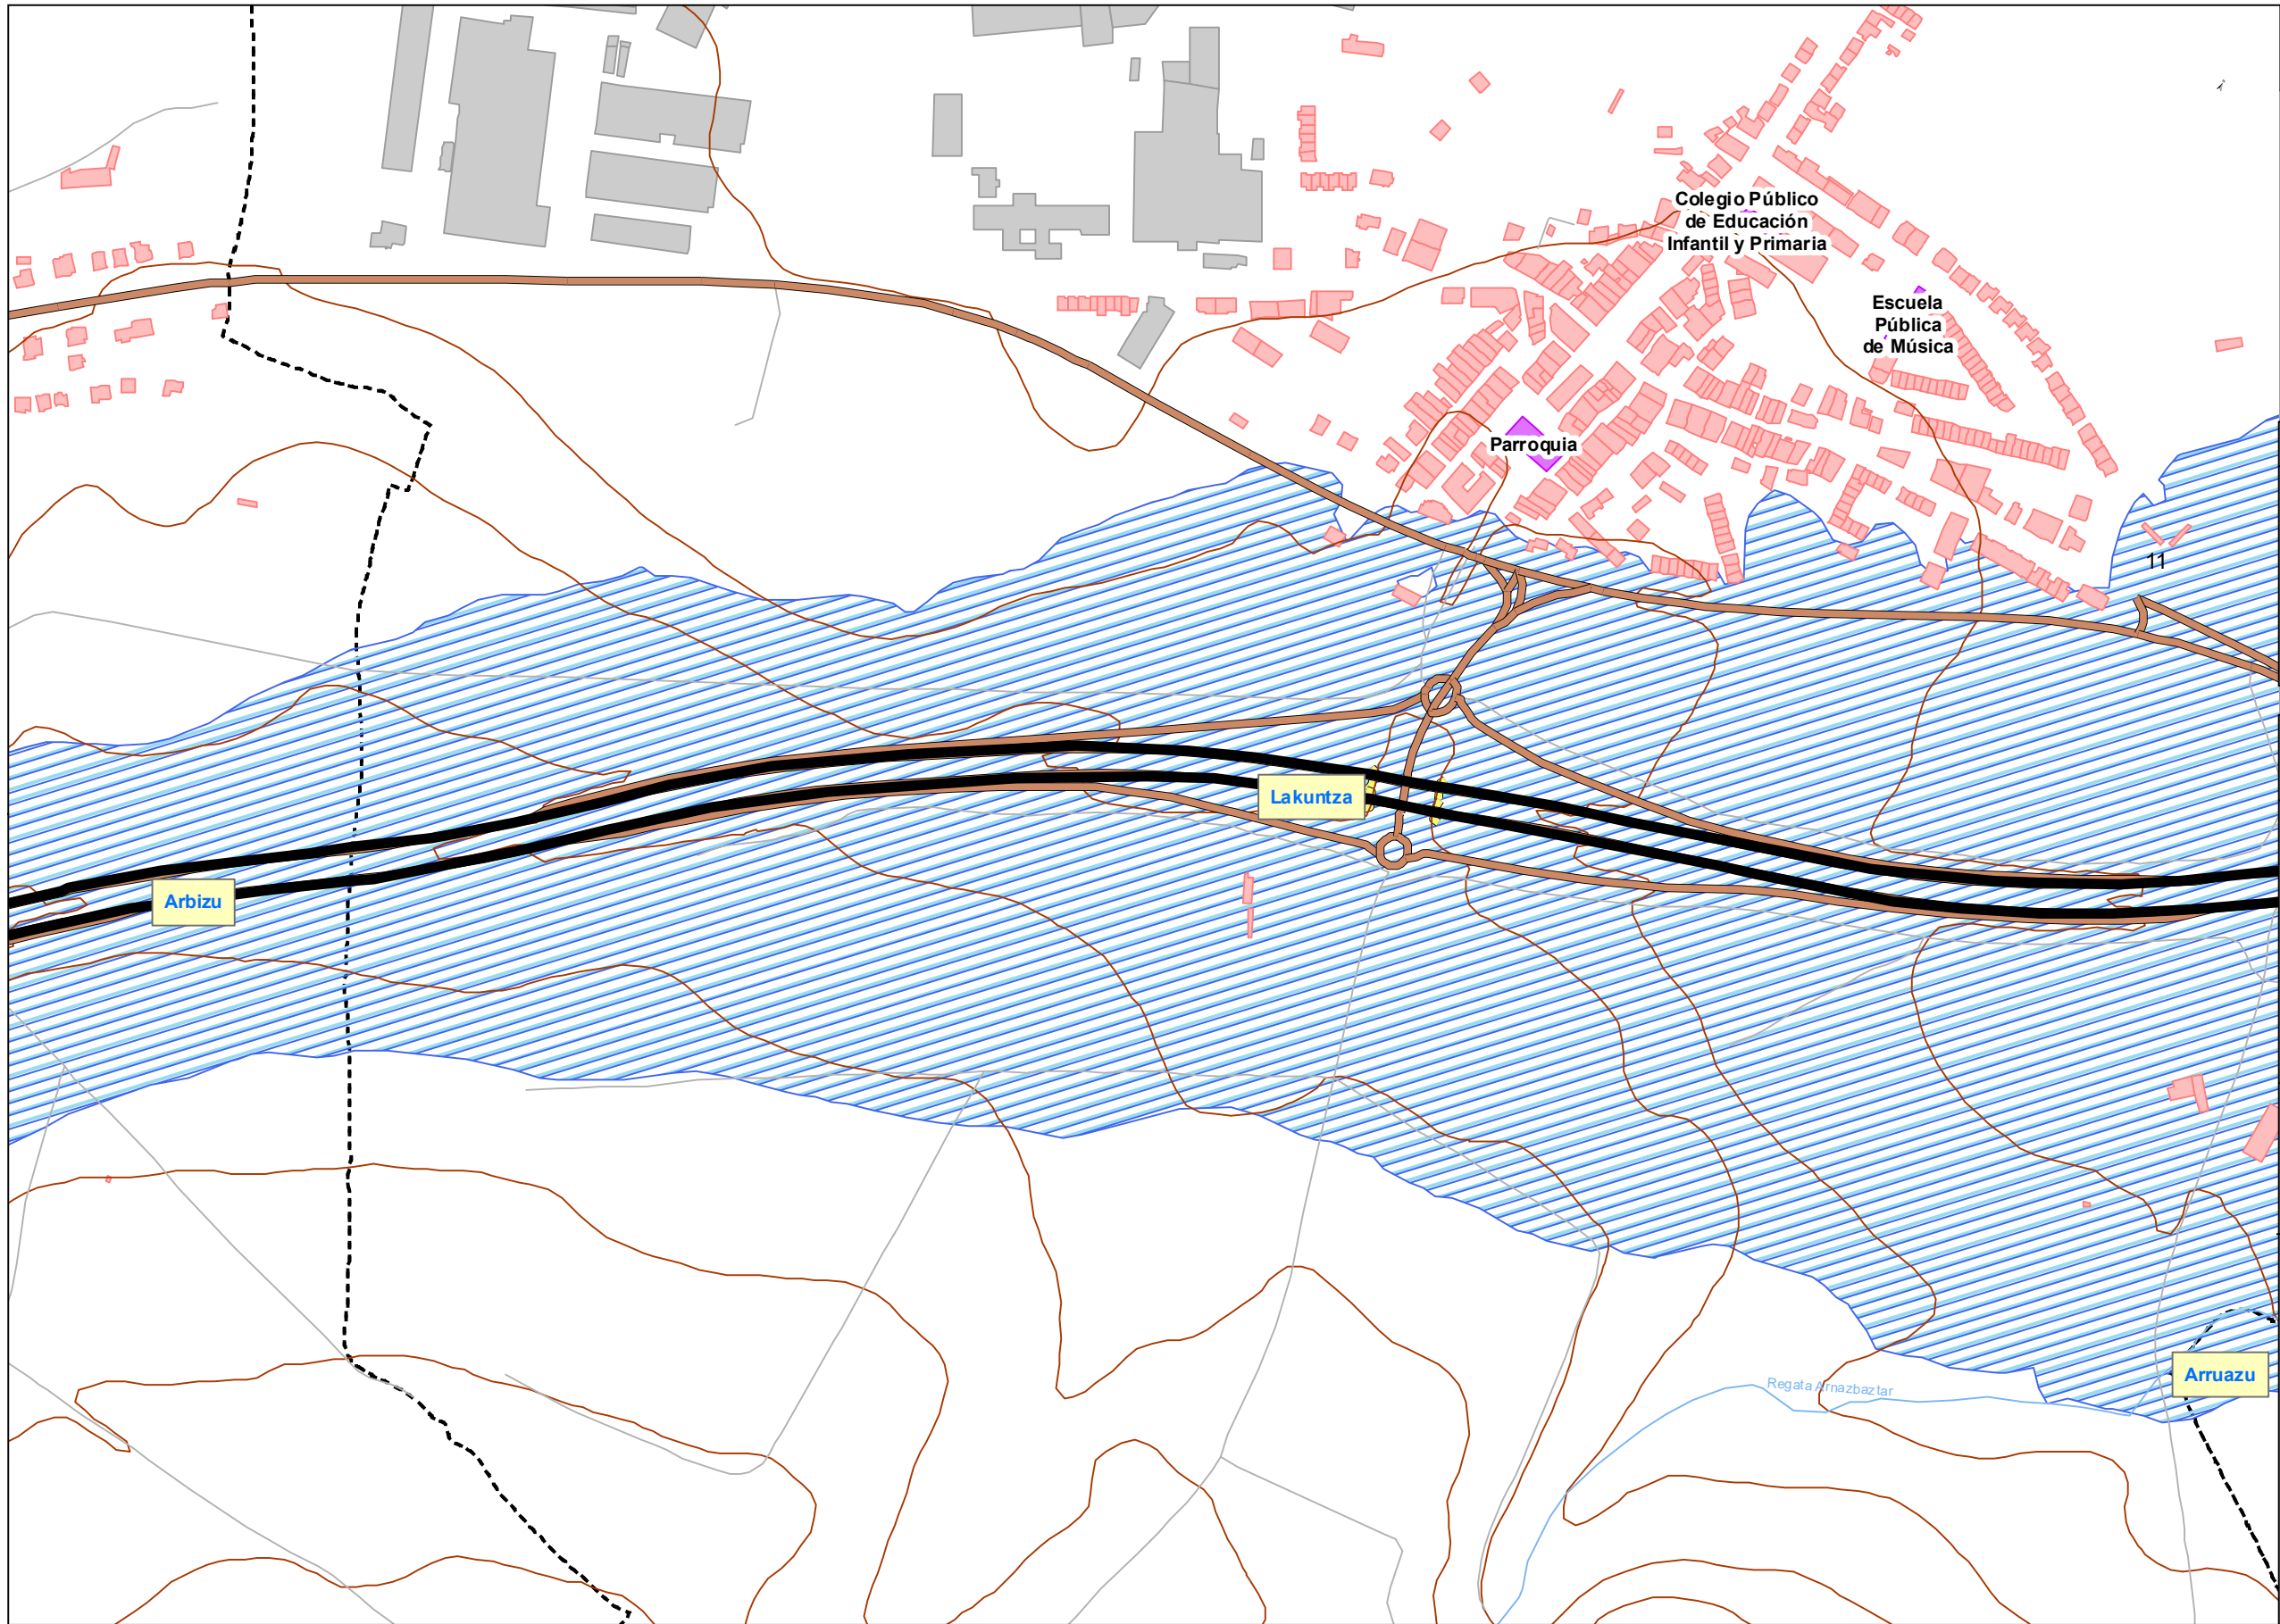 Colegio Público
de Educación
Infantil y Primaria
Escuela
Pública
de Música
Parroquia
11
Lakuntza
Arbizu
Arruazu
Regata Arnazbaztar